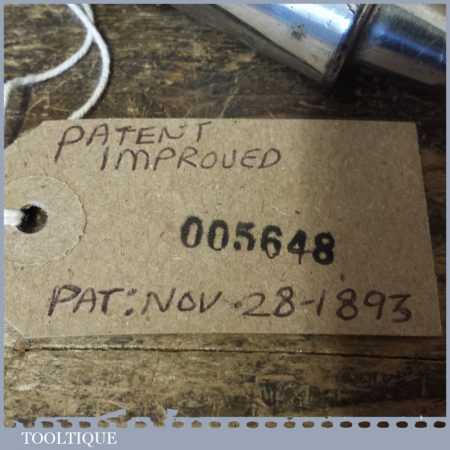 PATENT
IMPROVED
005648
PAT: NOV. 28-1893
TOOLTIQUE